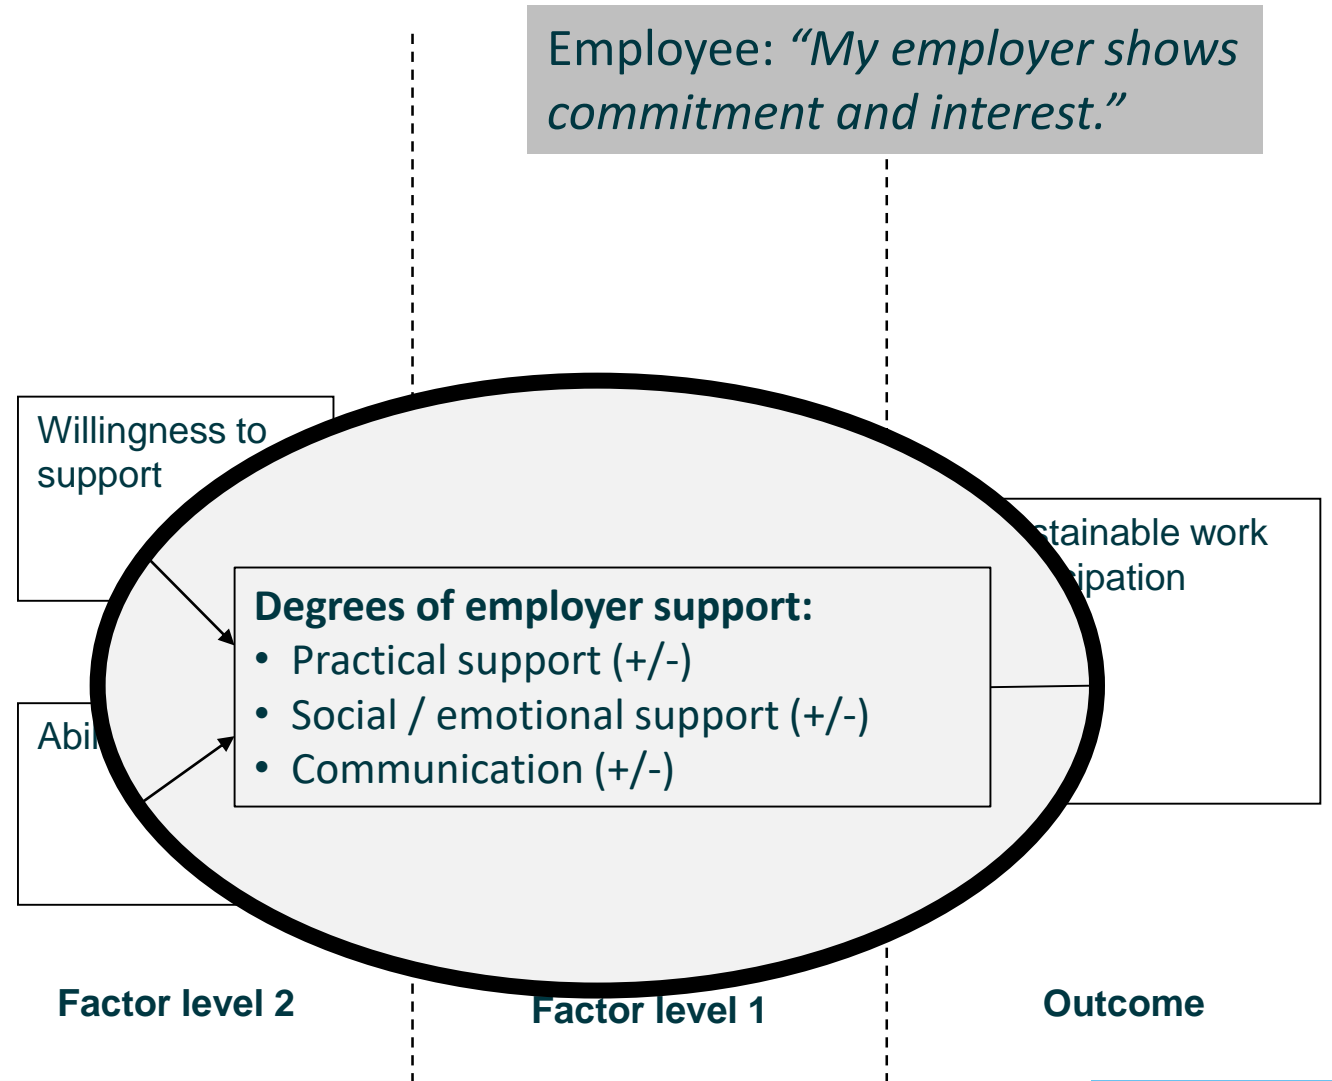 Employee: “My employer shows
commitment and interest.”
Willingness to
support
stainable work
ipation
Degrees of employer support:
• Practical support (+/-)
• Social / emotional support (+/-)
• Communication (+/-)
Abil
Factor level 2
Factor level 1
Outcome